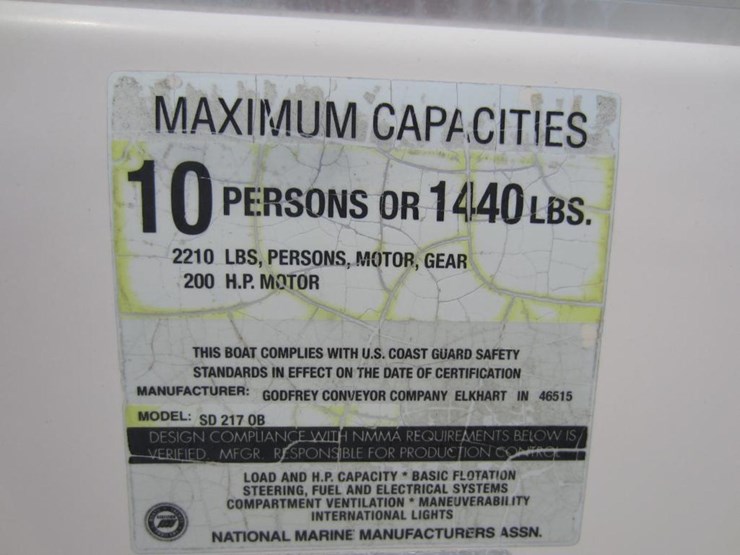 MAXIMUM CAPACITIES
10 PERSONS OR 1440 LBS.
2210 LBS, PERSONS, MOTOR, GEAR
200 H.P. MOTOR
THIS BOAT COMPLIES WITH U.S. COAST GUARD SAFETY
STANDARDS IN EFFECT ON THE DATE OF CERTIFICATION
MANUFACTURER: GODFREY CONVEYOR COMPANY ELKHART IN 46515
MODEL: SD 217 OB
DESIGN COMPLIANCE WITH NMMA REQUIREMENTS BELOW IS
VERIFIED. MFGR. RESPONSIBLE FOR PRODUCTION CONTROL
LOAD AND H.P. CAPACITY * BASIC FLOTATION
STEERING, FUEL AND ELECTRICAL SYSTEMS
COMPARTMENT VENTILATION * MANEUVERABILITY
INTERNATIONAL LIGHTS
NATIONAL MARINE MANUFACTURERS ASSN.